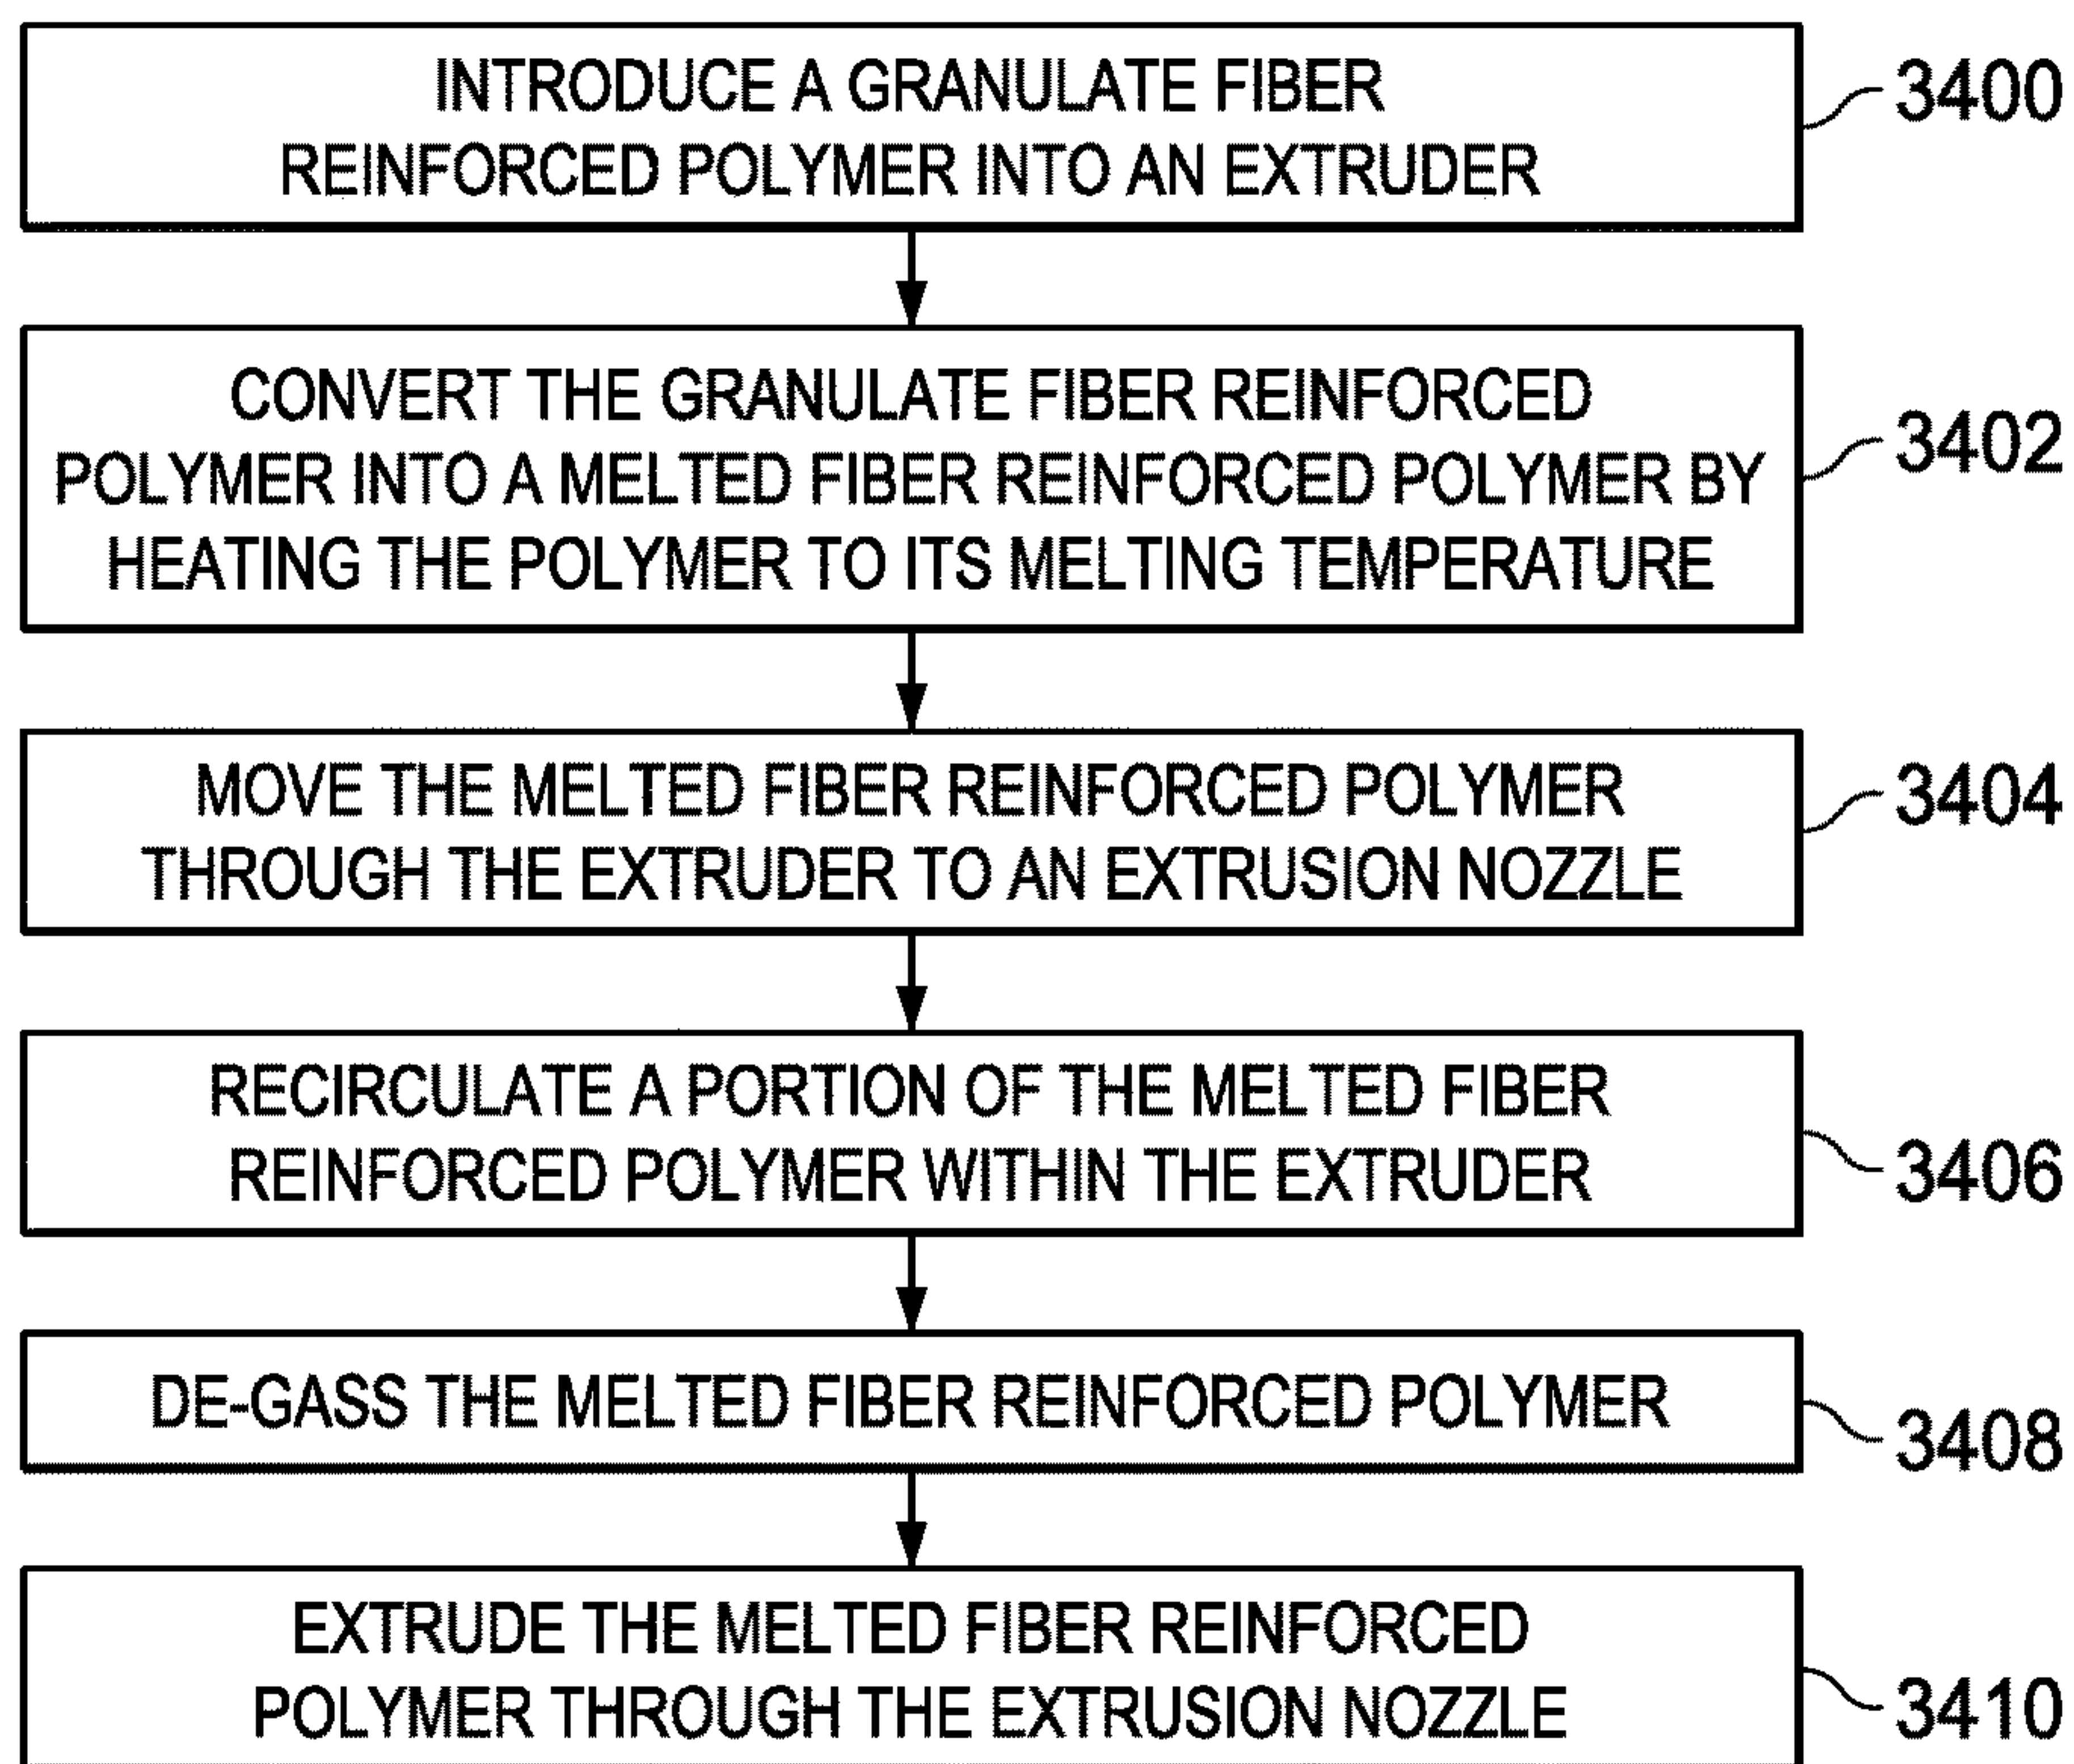 INTRODUCE A GRANULATE FIBER
REINFORCED POLYMER INTO AN EXTRUDER
3400
CONVERT THE GRANULATE FIBER REINFORCED
POLYMER INTO A MELTED FIBER REINFORCED POLYMER BY
HEATING THE POLYMER TO ITS MELTING TEMPERATURE
3402
MOVE THE MELTED FIBER REINFORCED POLYMER
THROUGH THE EXTRUDER TO AN EXTRUSION NOZZLE
3404
RECIRCULATE A PORTION OF THE MELTED FIBER
REINFORCED POLYMER WITHIN THE EXTRUDER
3406
DE-GASS THE MELTED FIBER REINFORCED POLYMER
3408
EXTRUDE THE MELTED FIBER REINFORCED
POLYMER THROUGH THE EXTRUSION NOZZLE
3410